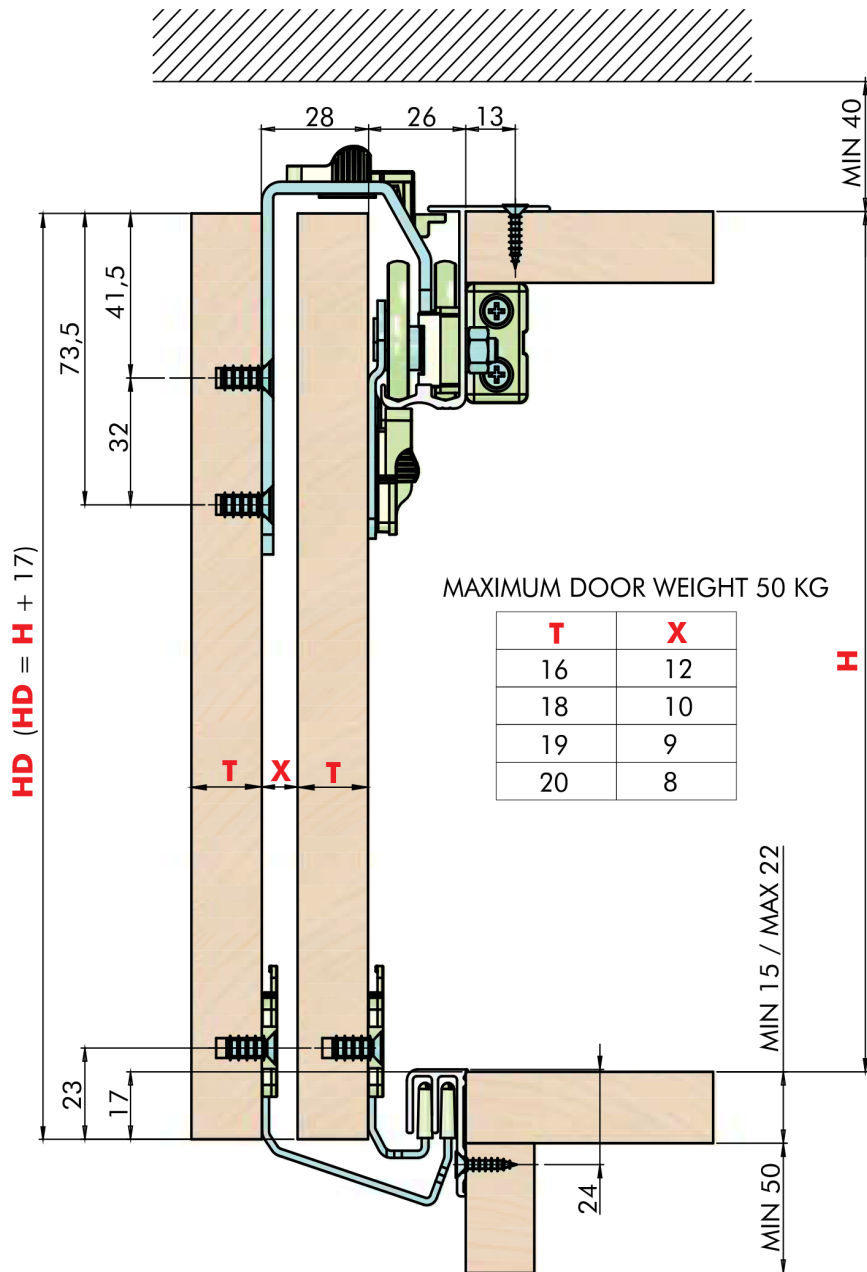 28 26 13
MIN 40
41,5
73,5
32
HD (HD = H + 17)
MAXIMUM DOOR WEIGHT 50 KG
T X
16 12
18 10
19 9
20 8
H
T X T
MIN 15 / MAX 22
23
17
24
MIN 50